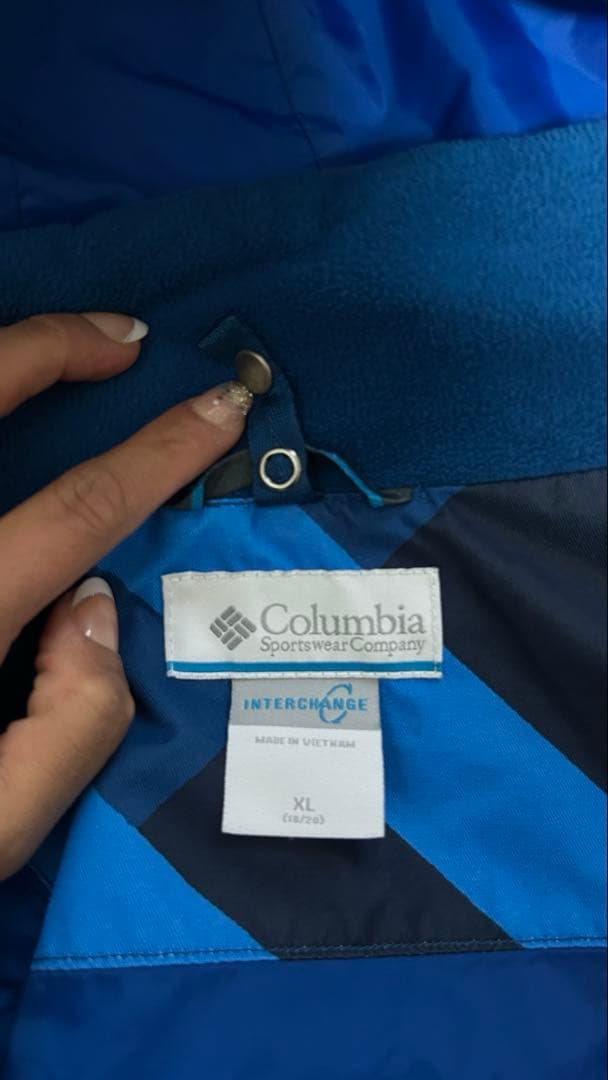 Columbia
Sportswear Company
INTERCHANGE
MADE IN VIETNAM
XL
(18/20)